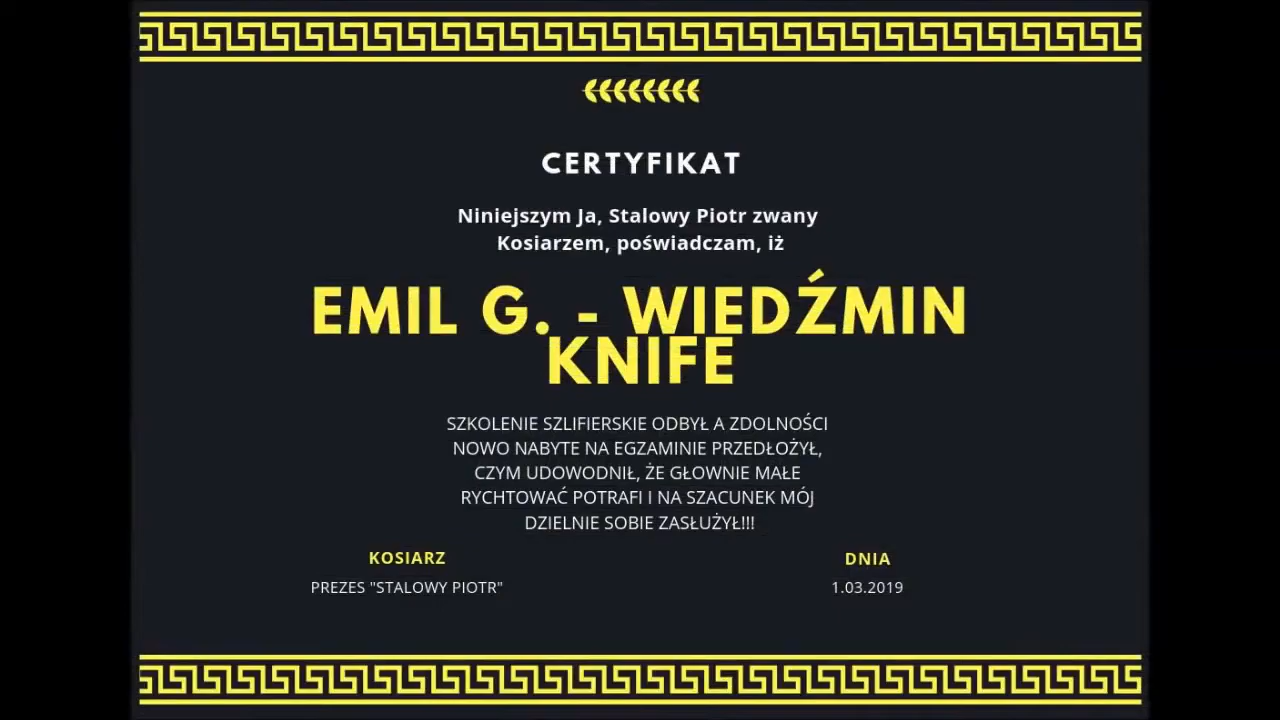 CERTYFIKAT
Niniejszym Ja, Stalowy Piotr zwany
Kosiarzem, poświadczam, iż
EMIL G. - WIEDŹMIN
KNIFE
SZKOLENIE SZLIFIERSKIE ODBYŁ A ZDOLNOŚCI
NOWO NABYTE NA EGZAMINIE PRZEDŁOŻYŁ,
CZYM UDOWODNIŁ, ŻE GŁOWNIE MAŁE
RYCHTOWAĆ POTRAFI I NA SZACUNEK MÓJ
DZIELNIE SOBIE ZASŁUŻYŁ!!!
KOSIARZ
PREZES "STALOWY PIOTR"
DNIA
1.03.2019